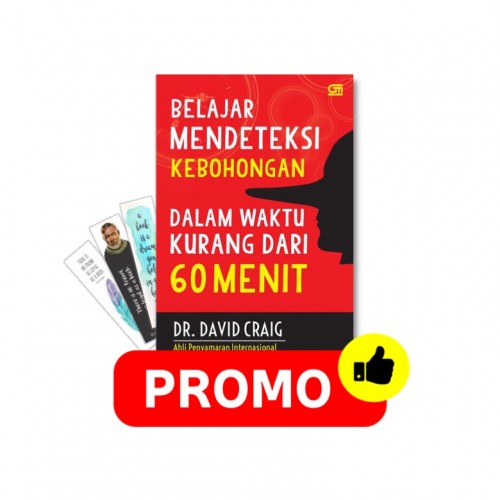 BELAJAR
MENDETEKSI
KEBOHONGAN
DALAM WAKTU
KURANG DARI
60 MENIT
DR. DAVID CRAIG
Ahli Penyamaran Internasional
PROMO